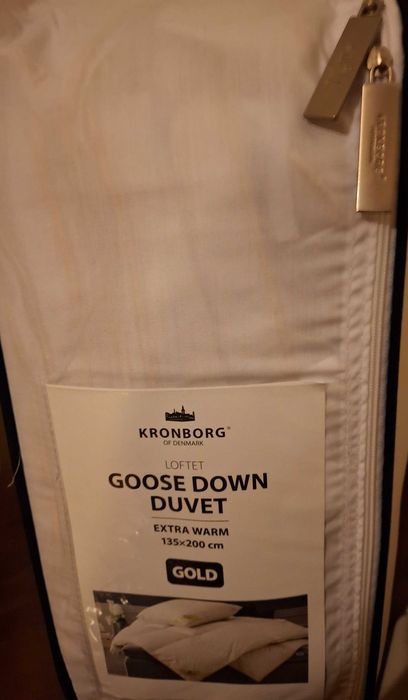 KRONBORG®
OF DENMARK
LOFTET
GOOSE DOWN
DUVET
EXTRA WARM
135×200 cm
GOLD